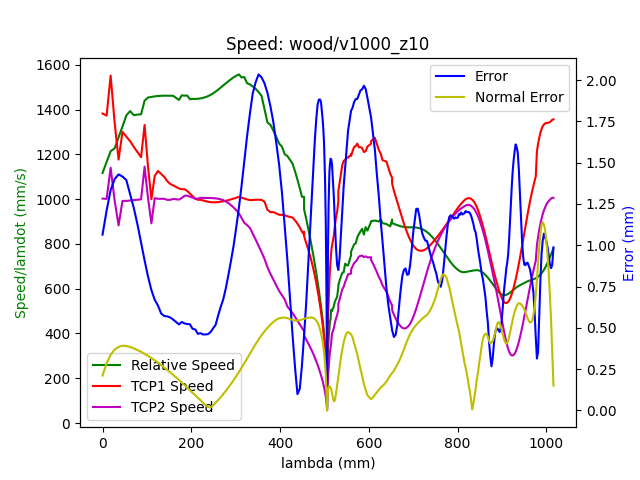 Speed: wood/v1000_z10
Error
Normal Error
Relative Speed
TCP1 Speed
TCP2 Speed
Speed/lamdot (mm/s)
0
200
400
600
800
1000
1200
1400
1600
Error (mm)
0.00
0.25
0.50
0.75
1.00
1.25
1.50
1.75
2.00
0 200 400 600 800 1000
lambda (mm)